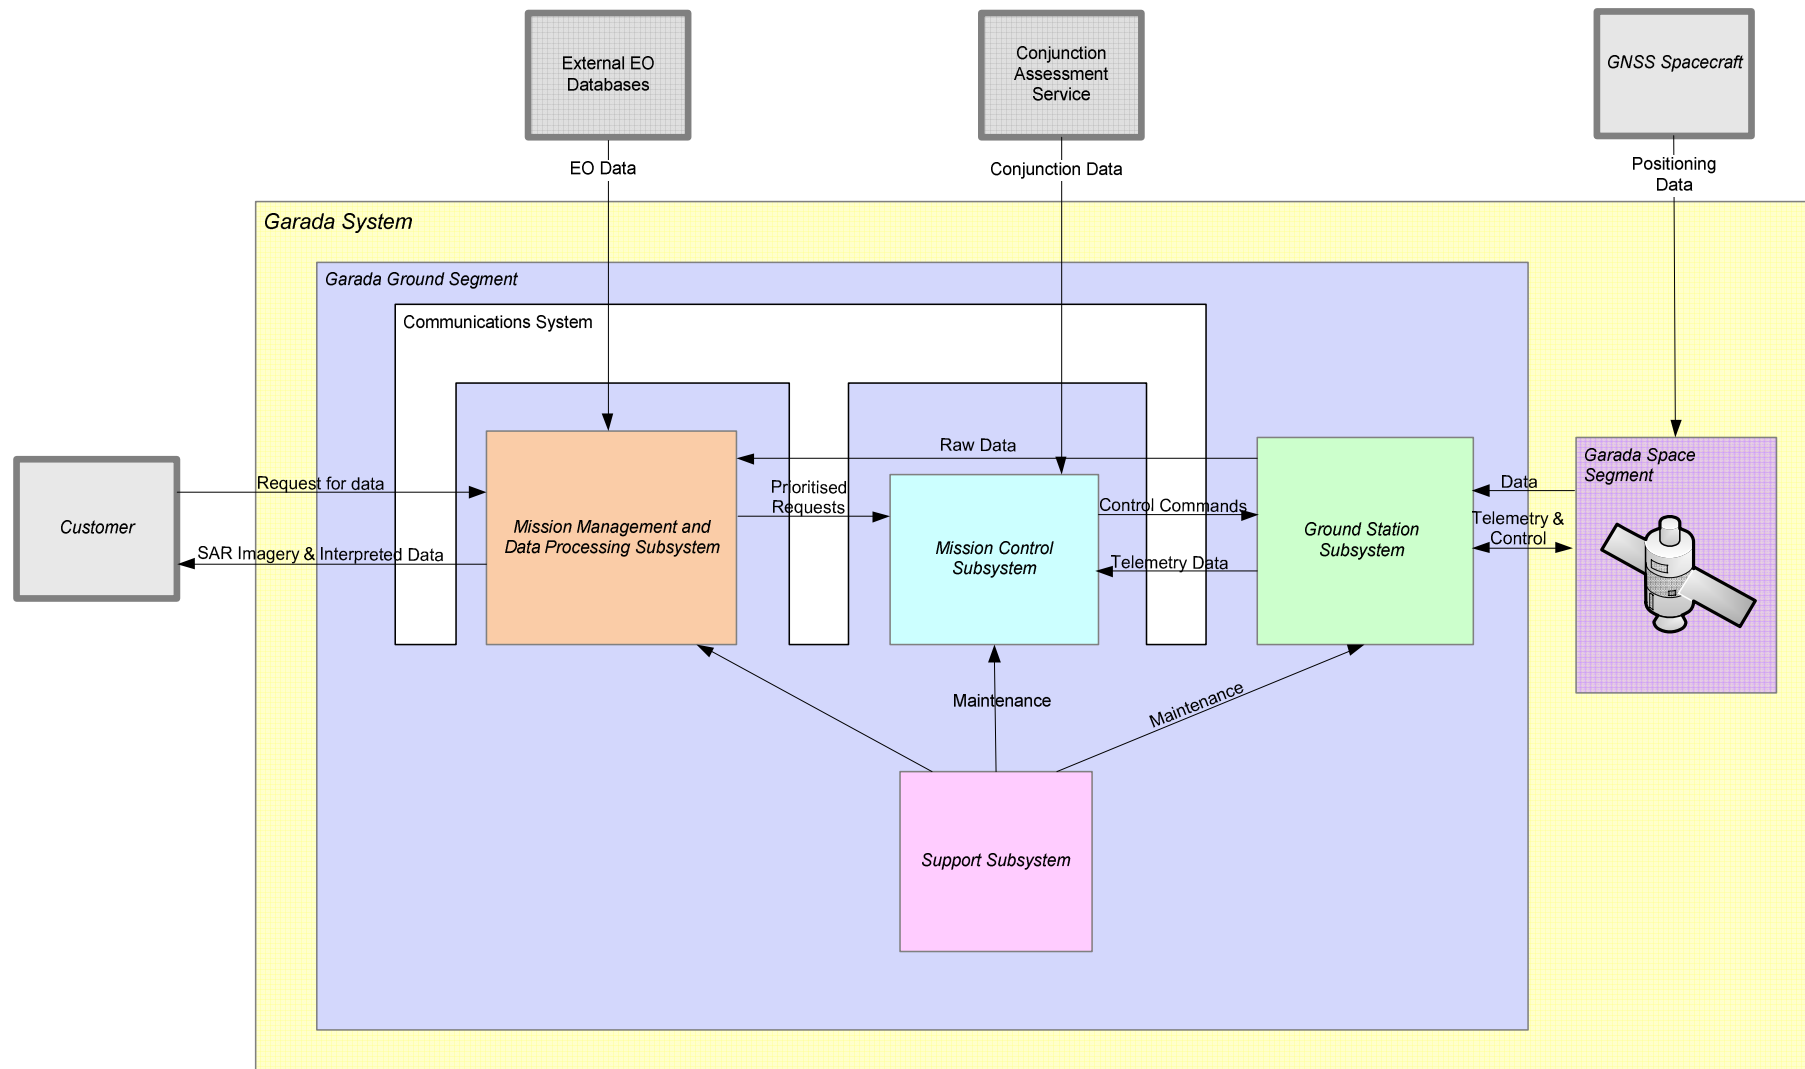 External EO
Databases
Conjunction
Assessment
Service
GNSS Spacecraft
EO Data
Conjunction Data
Positioning
Data
Garada System
Garada Ground Segment
Communications System
Customer
Request for data
SAR Imagery & Interpreted Data
Mission Management and
Data Processing Subsystem
Raw Data
Prioritised
Requests
Mission Control
Subsystem
Control Commands
Telemetry Data
Ground Station
Subsystem
Data
Telemetry &
Control
Garada Space
Segment
Maintenance
Maintenance
Support Subsystem